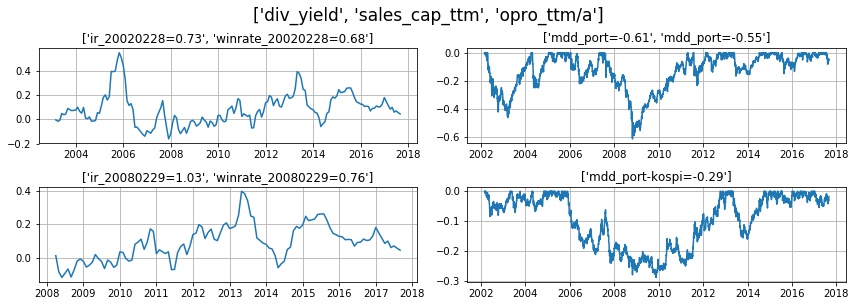 ['div_yield', 'sales_cap_ttm', 'opro_ttm/a']
['ir_20020228=0.73', 'winrate_20020228=0.68']
0.4
0.2
0.0
−0.2
2004 2006 2008 2010 2012 2014 2016 2018
['mdd_port=-0.61', 'mdd_port=-0.55']
0.0
−0.2
−0.4
−0.6
2002 2004 2006 2008 2010 2012 2014 2016 2018
['ir_20080229=1.03', 'winrate_20080229=0.76']
0.4
0.2
0.0
2008 2009 2010 2011 2012 2013 2014 2015 2016 2017 2018
['mdd_port-kospi=-0.29']
0.0
−0.1
−0.2
−0.3
2002 2004 2006 2008 2010 2012 2014 2016 2018